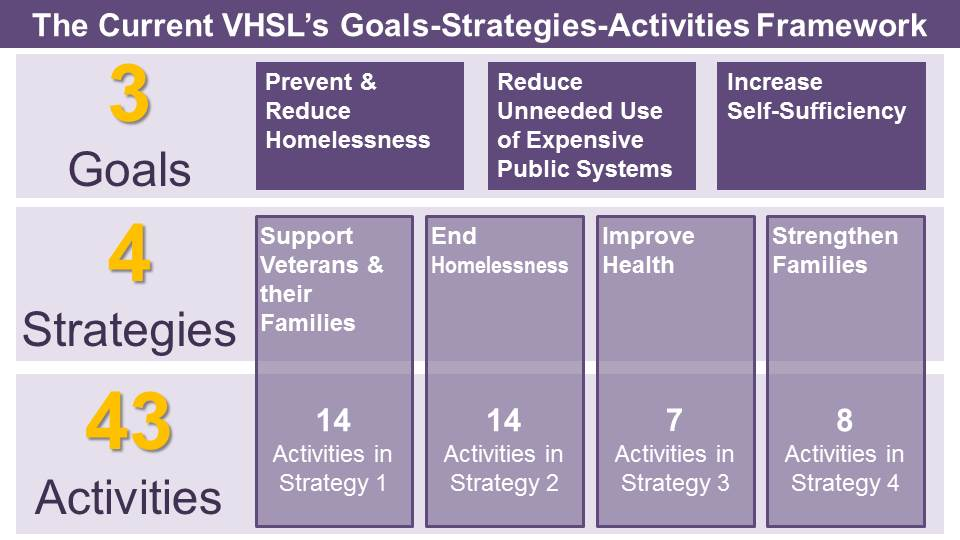 The Current VHSL’s Goals-Strategies-Activities Framework
3
Goals
Prevent &
Reduce
Homelessness
Reduce
Unneeded Use
of Expensive
Public Systems
Increase
Self-Sufficiency
4
Strategies
Support
Veterans &
their
Families
End
Homelessness
Improve
Health
Strengthen
Families
43
Activities
14
Activities in
Strategy 1
14
Activities in
Strategy 2
7
Activities in
Strategy 3
8
Activities in
Strategy 4